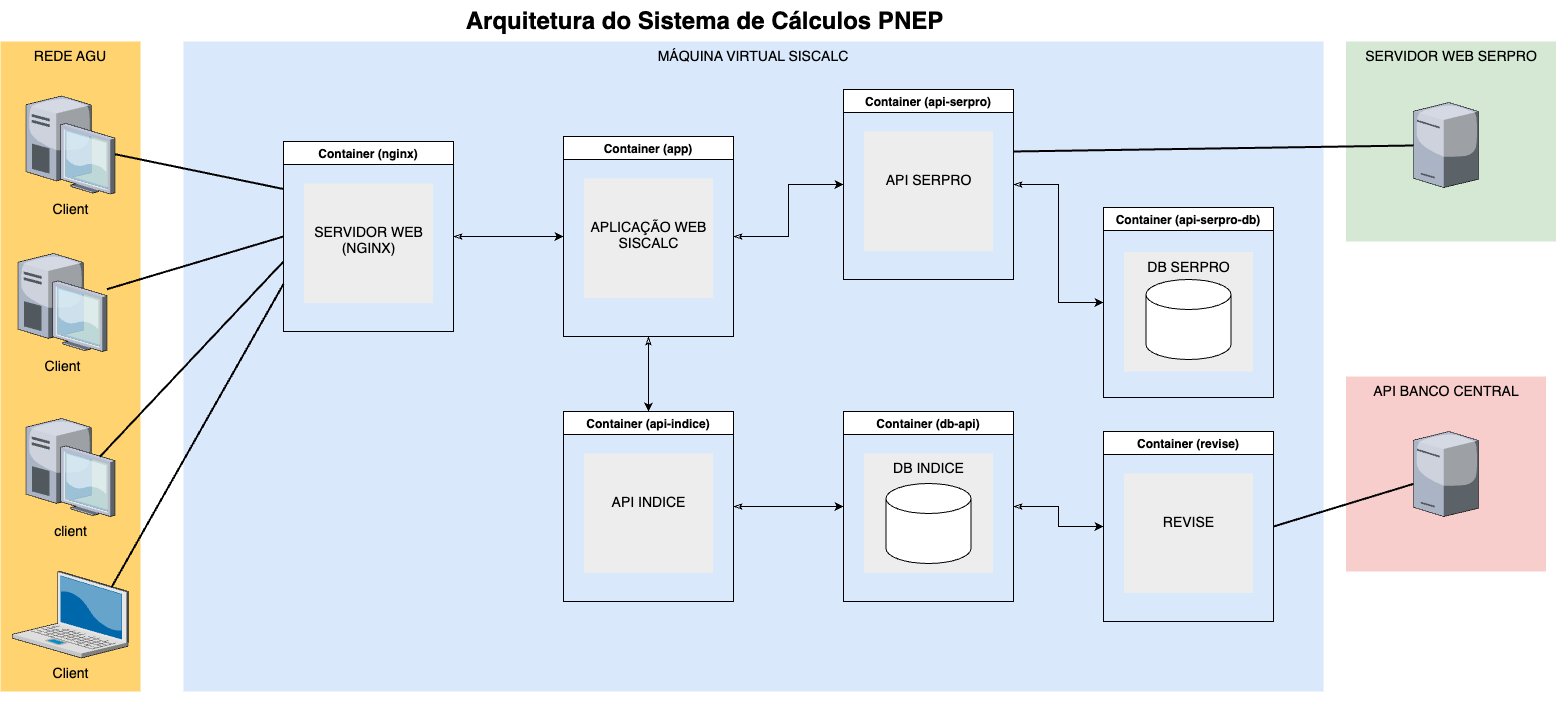 Arquitetura do Sistema de Cálculos PNEP
REDE AGU
Client
Client
client
Client
MÁQUINA VIRTUAL SISCALC
Container (nginx)
SERVIDOR WEB
(NGINX)
Container (app)
APLICAÇÃO WEB
SISCALC
Container (api-serpro)
API SERPRO
Container (api-serpro-db)
DB SERPRO
Container (api-indice)
API INDICE
Container (db-api)
DB INDICE
Container (revise)
REVISE
SERVIDOR WEB SERPRO
API BANCO CENTRAL